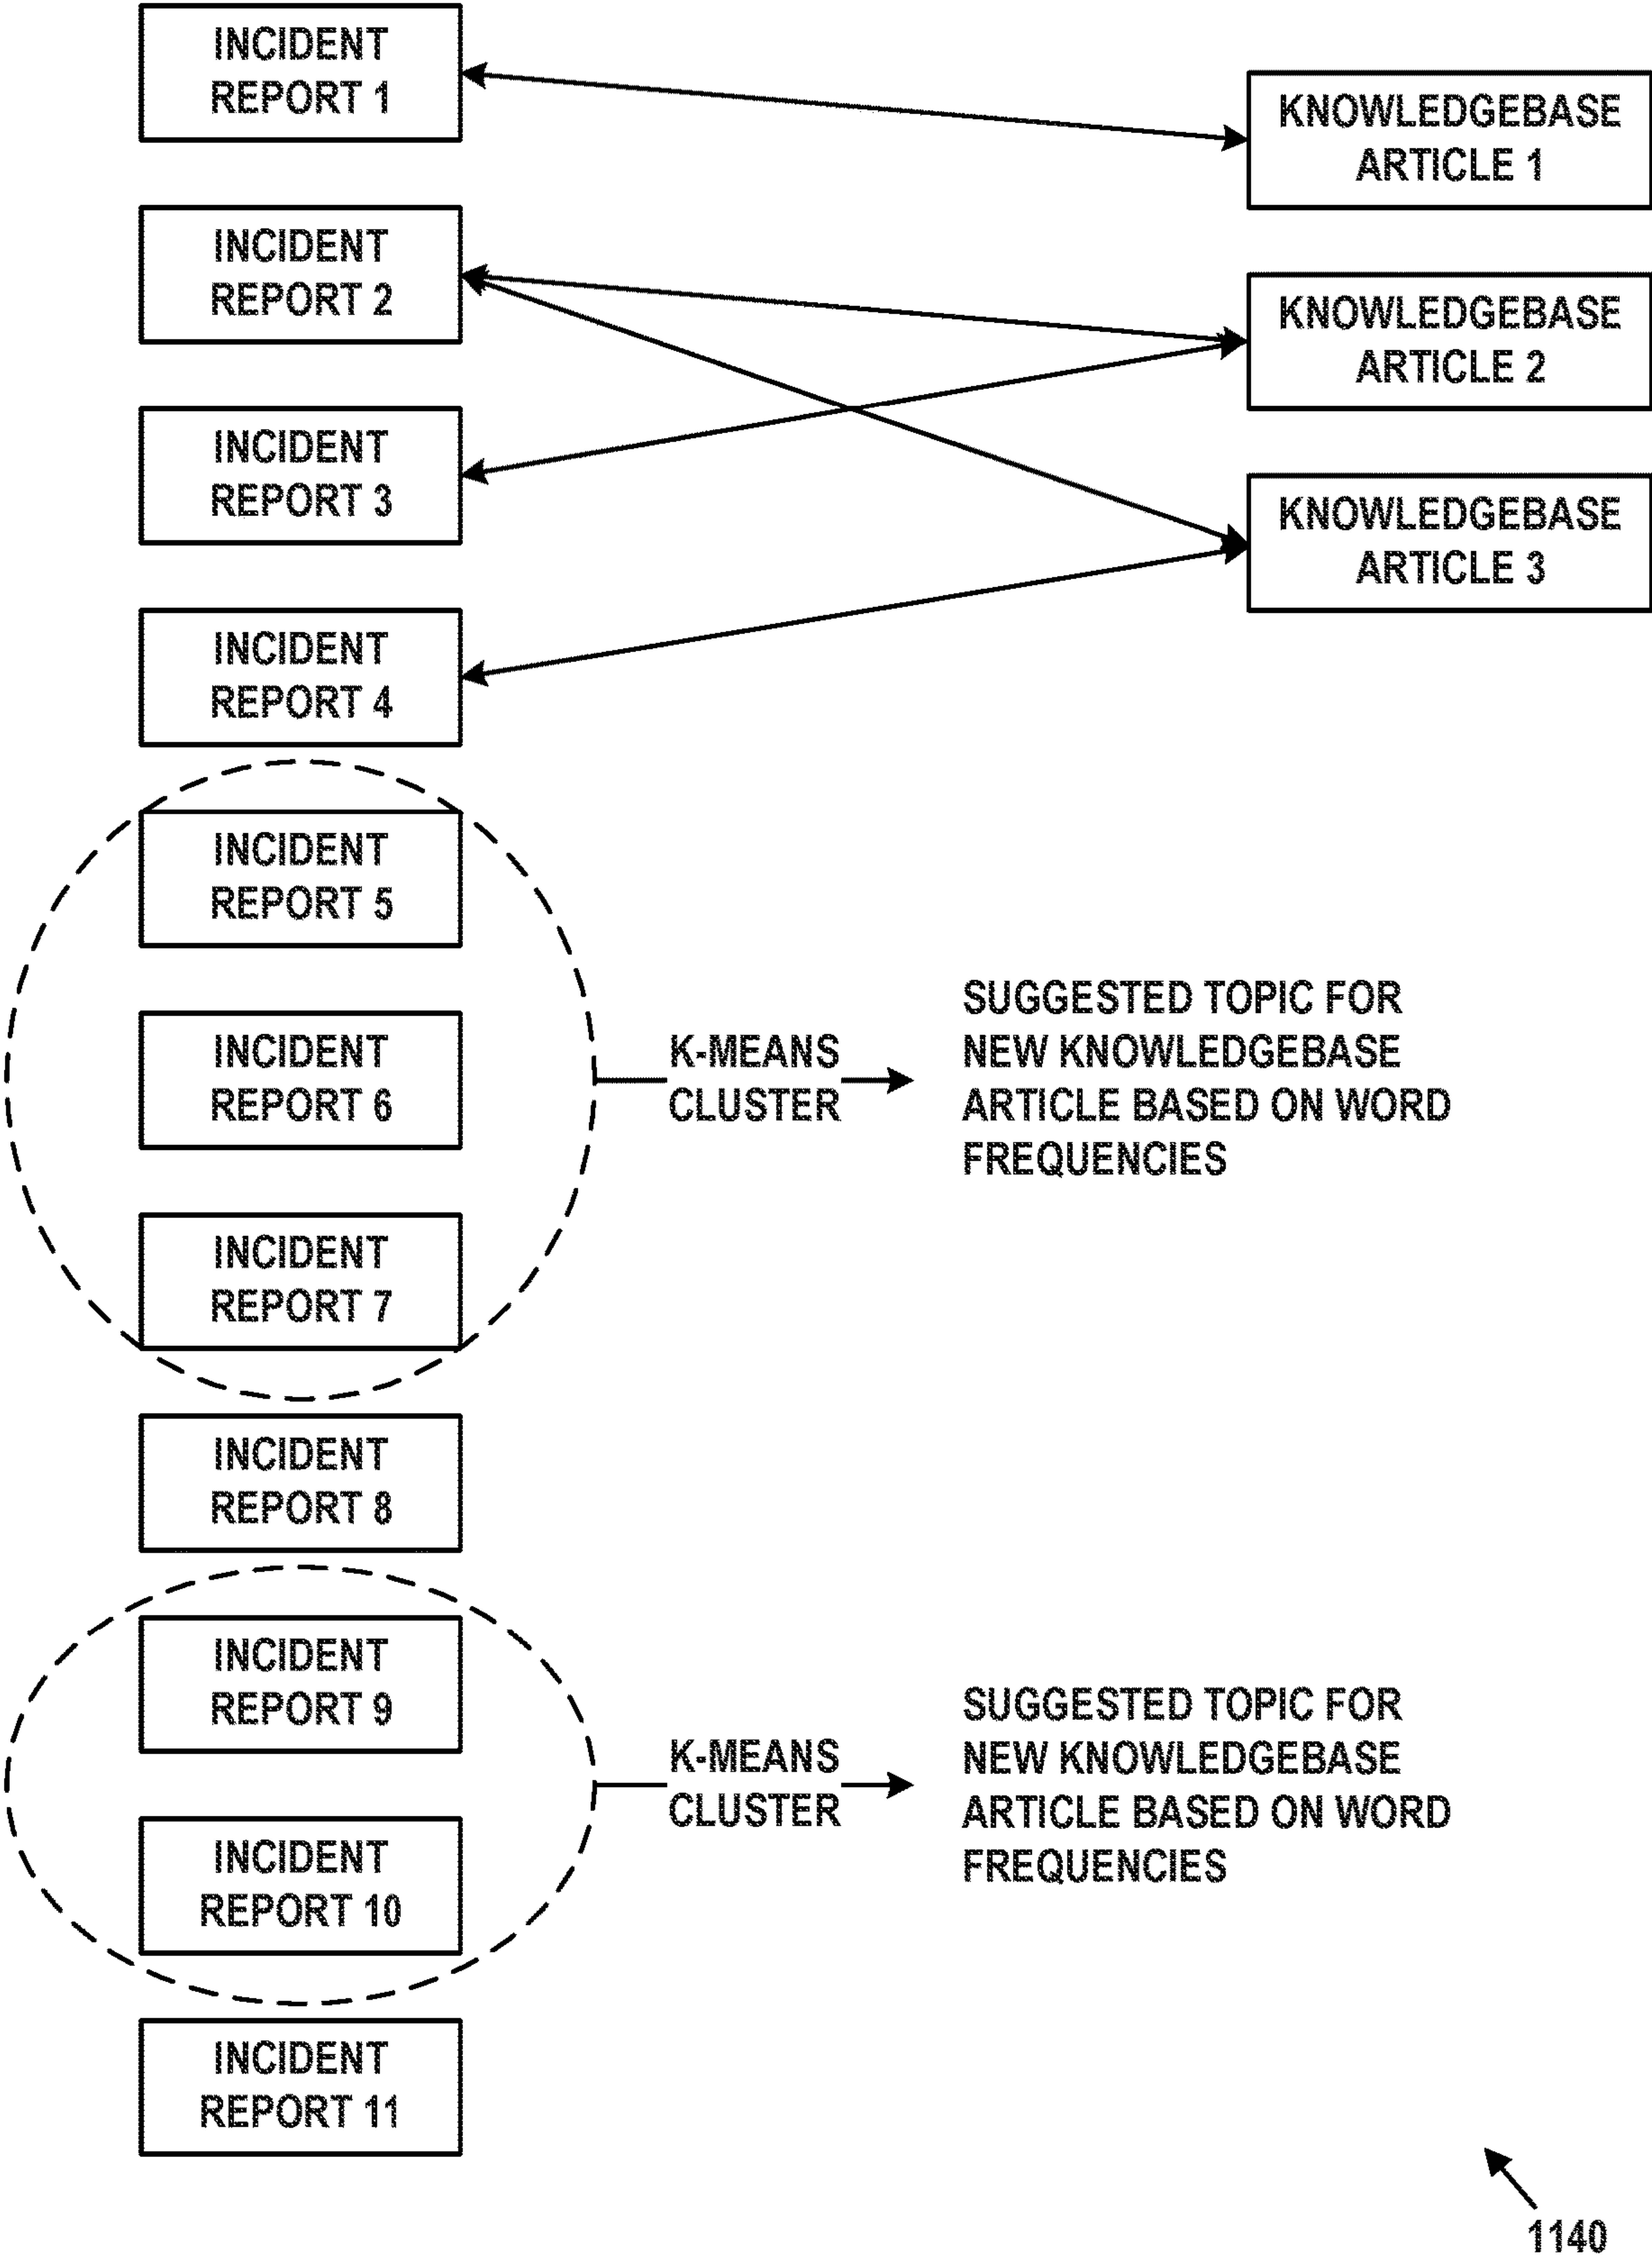 INCIDENT
REPORT 1
KNOWLEDGEBASE
ARTICLE 1
INCIDENT
REPORT 2
KNOWLEDGEBASE
ARTICLE 2
INCIDENT
REPORT 3
KNOWLEDGEBASE
ARTICLE 3
INCIDENT
REPORT 4
INCIDENT
REPORT 5
INCIDENT
REPORT 6
K-MEANS
CLUSTER
SUGGESTED TOPIC FOR
NEW KNOWLEDGEBASE
ARTICLE BASED ON WORD
FREQUENCIES
INCIDENT
REPORT 7
INCIDENT
REPORT 8
INCIDENT
REPORT 9
K-MEANS
CLUSTER
SUGGESTED TOPIC FOR
NEW KNOWLEDGEBASE
ARTICLE BASED ON WORD
FREQUENCIES
INCIDENT
REPORT 10
INCIDENT
REPORT 11
1140